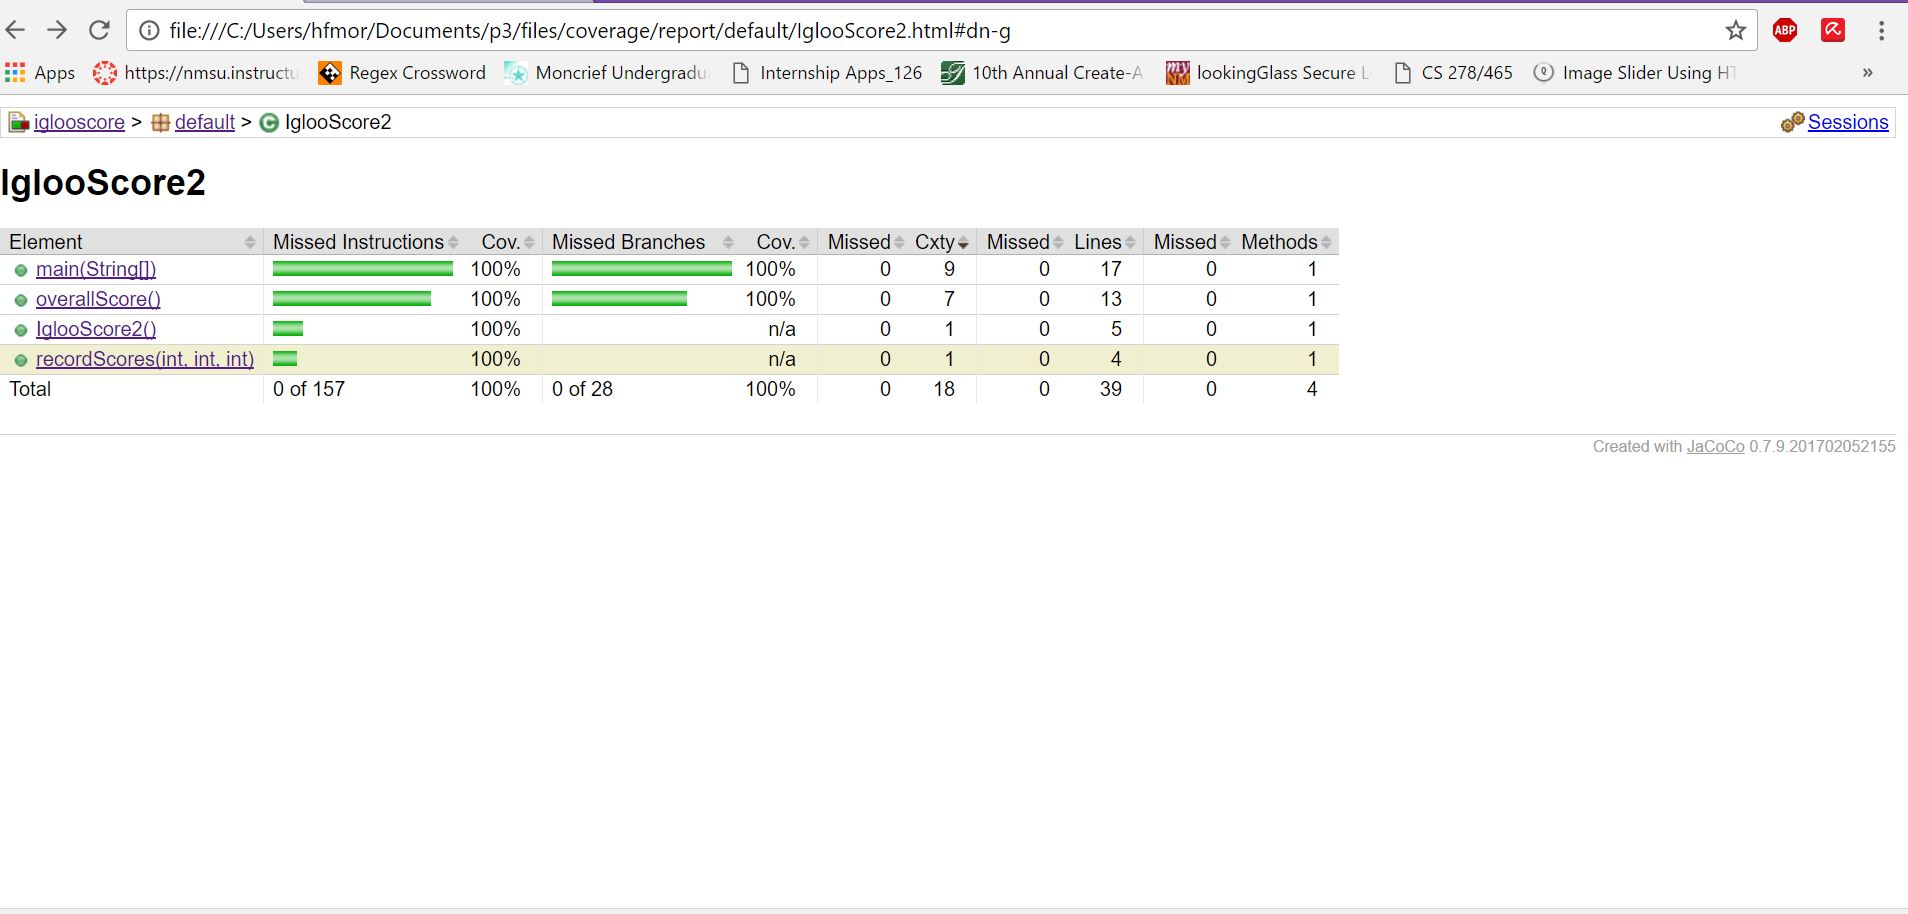 file:///C:/Users/hfmor/Documents/p3/files/coverage/report/default/IglooScore2.html#dn-g ABP
Apps https://nmsu.instructu Regex Crossword Moncrief Undergradu Internship Apps_126 10th Annual Create-A lookingGlass Secure L CS 278/465 Image Slider Using HT »
iglooscore > default > IglooScore2 Sessions
IglooScore2
Element Missed Instructions Cov. Missed Branches Cov. Missed Cxty Missed Lines Missed Methods
main(String[]) 100% 100% 0 9 0 17 0 1
overallScore() 100% 100% 0 7 0 13 0 1
IglooScore2() 100% n/a 0 1 0 5 0 1
recordScores(int, int, int) 100% n/a 0 1 0 4 0 1
Total 0 of 157 100% 0 of 28 100% 0 18 0 39 0 4
Created with JaCoCo 0.7.9.201702052155